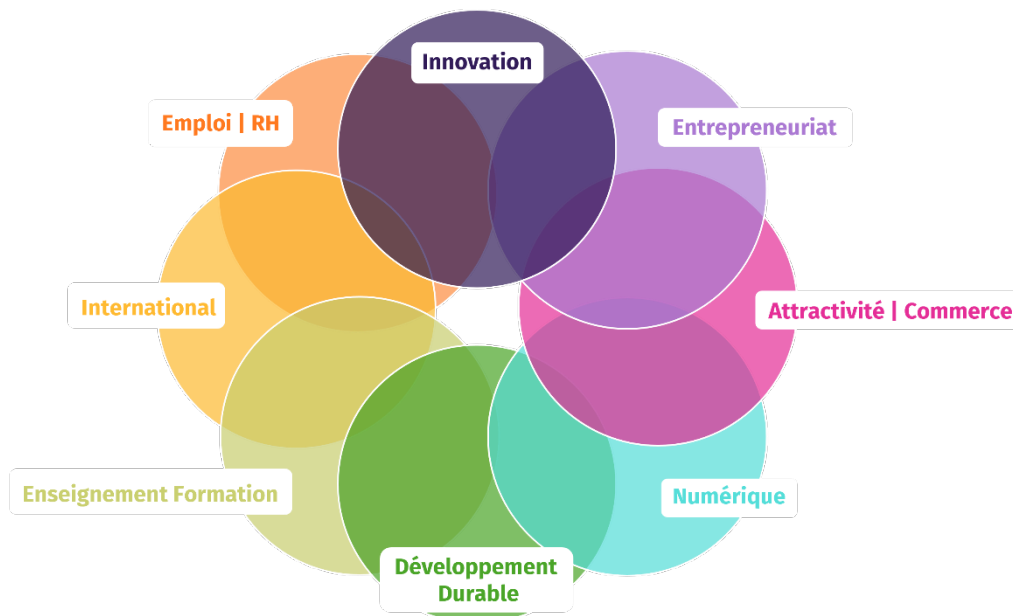 Innovation
Emploi | RH
Entrepreneuriat
International
Attractivité | Commerce
Enseignement Formation
Numérique
Développement
Durable